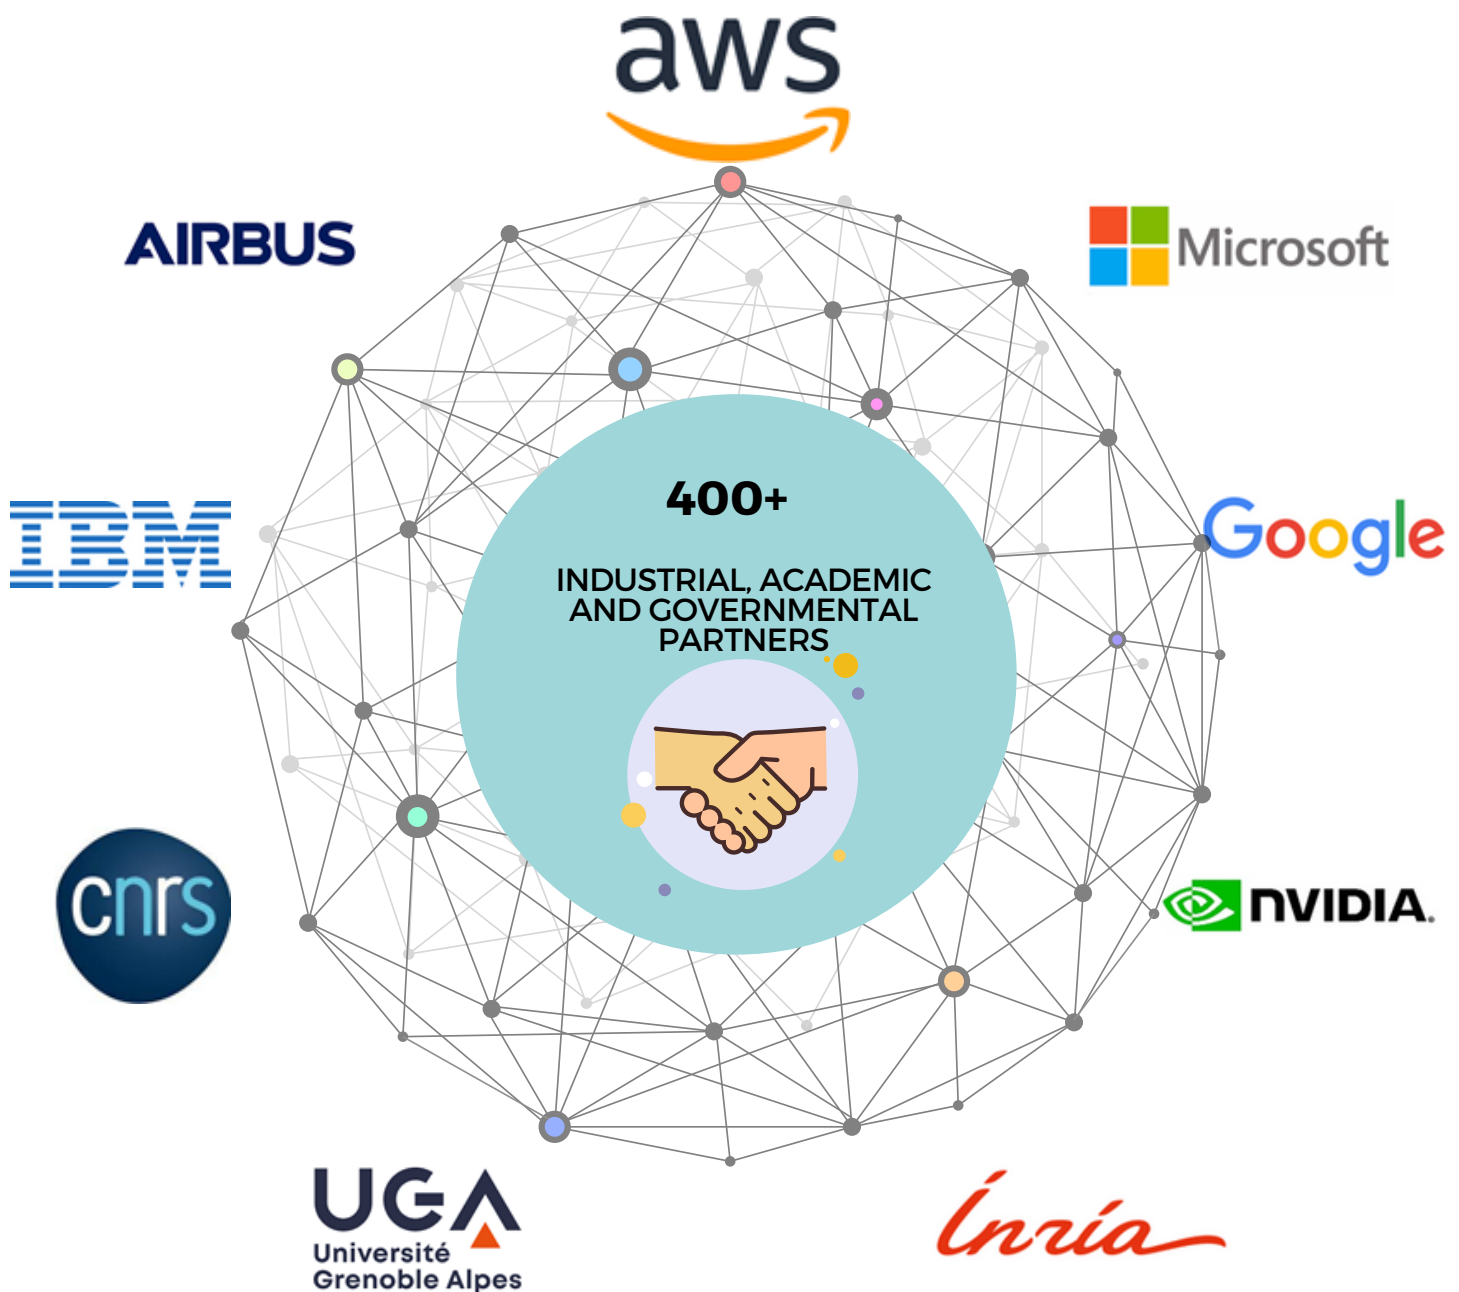 aws
AIRBUS
Microsoft
IBM
Google
400+
INDUSTRIAL, ACADEMIC
AND GOVERNMENTAL
PARTNERS
cnrs
NVIDIA.
UGA
Université
Grenoble Alpes
Inria